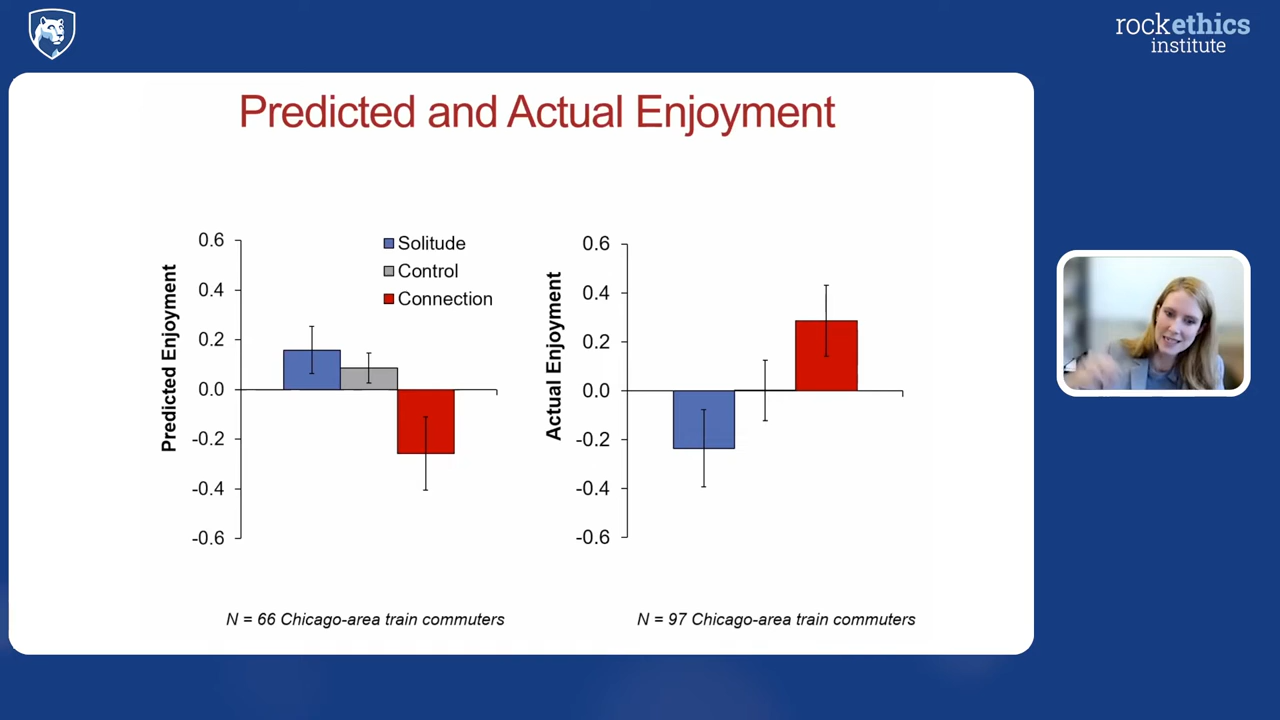 rockethics
institute
Predicted and Actual Enjoyment
Predicted Enjoyment
0.6
0.4
0.2
0.0
-0.2
-0.4
-0.6
Solitude
Control
Connection
N = 66 Chicago-area train commuters
Actual Enjoyment
0.6
0.4
0.2
0.0
-0.2
-0.4
-0.6
N = 97 Chicago-area train commuters